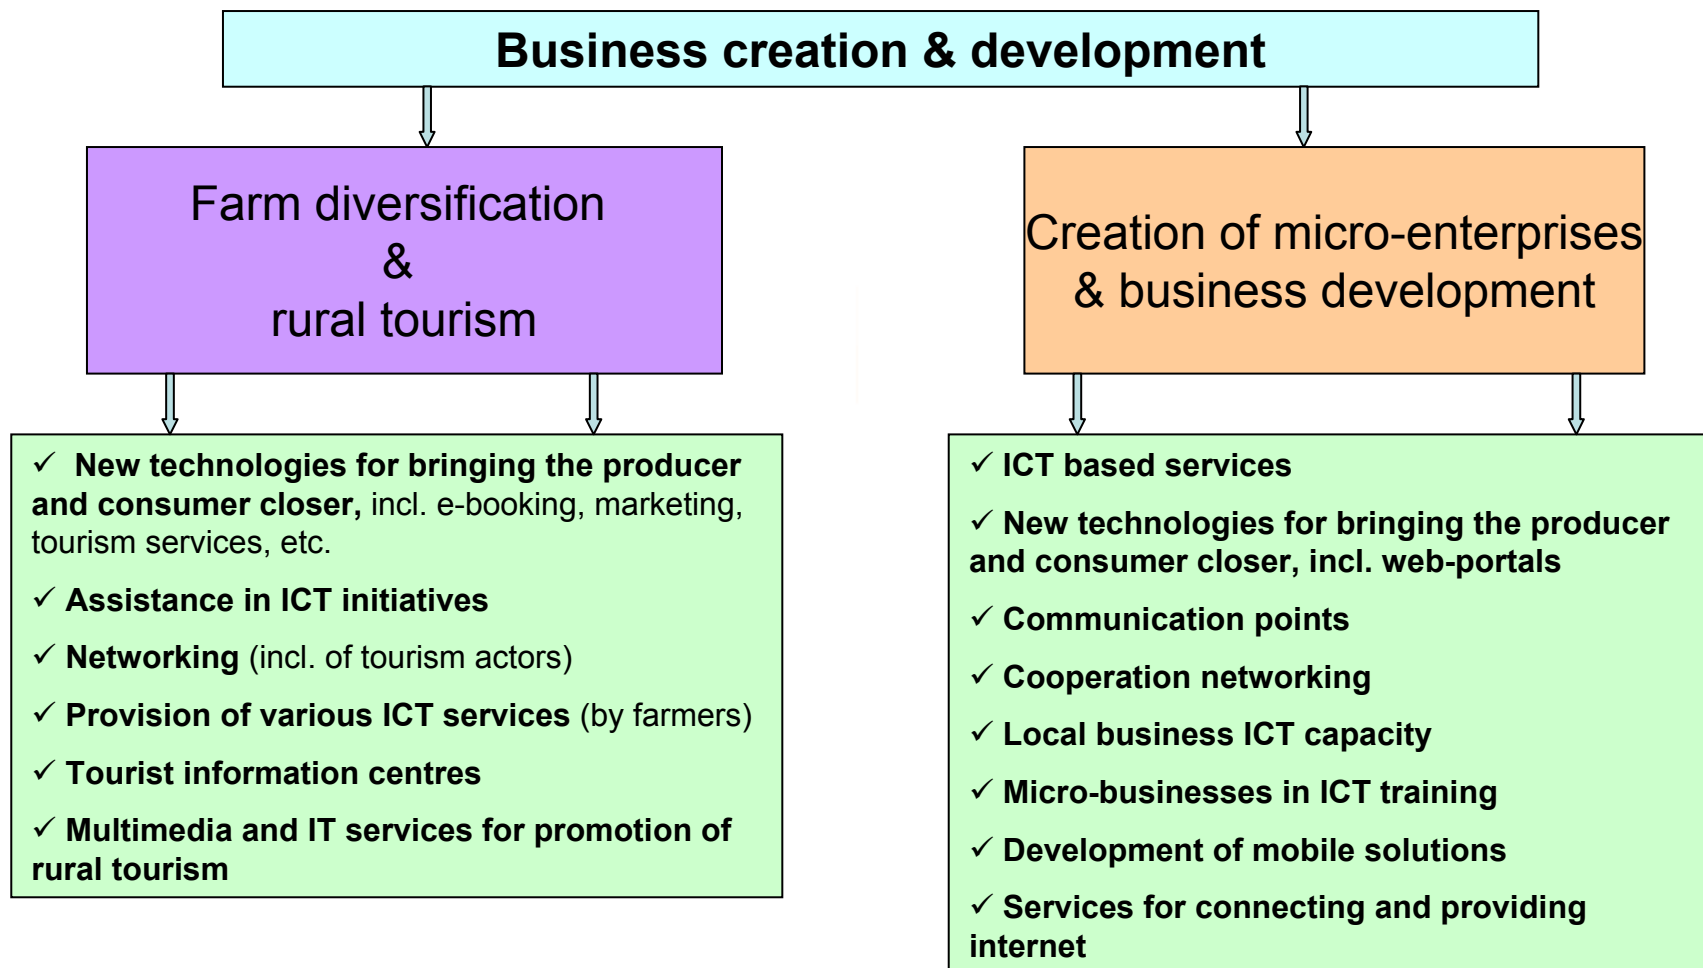 Business creation & development
Farm diversification
&
rural tourism
Creation of micro-enterprises
& business development
✓ New technologies for bringing the producer
and consumer closer, incl. e-booking, marketing,
tourism services, etc.
✓ Assistance in ICT initiatives
✓ Networking (incl. of tourism actors)
✓ Provision of various ICT services (by farmers)
✓ Tourist information centres
✓ Multimedia and IT services for promotion of
rural tourism
✓ ICT based services
✓ New technologies for bringing the producer
and consumer closer, incl. web-portals
✓ Communication points
✓ Cooperation networking
✓ Local business ICT capacity
✓ Micro-businesses in ICT training
✓ Development of mobile solutions
✓ Services for connecting and providing
internet